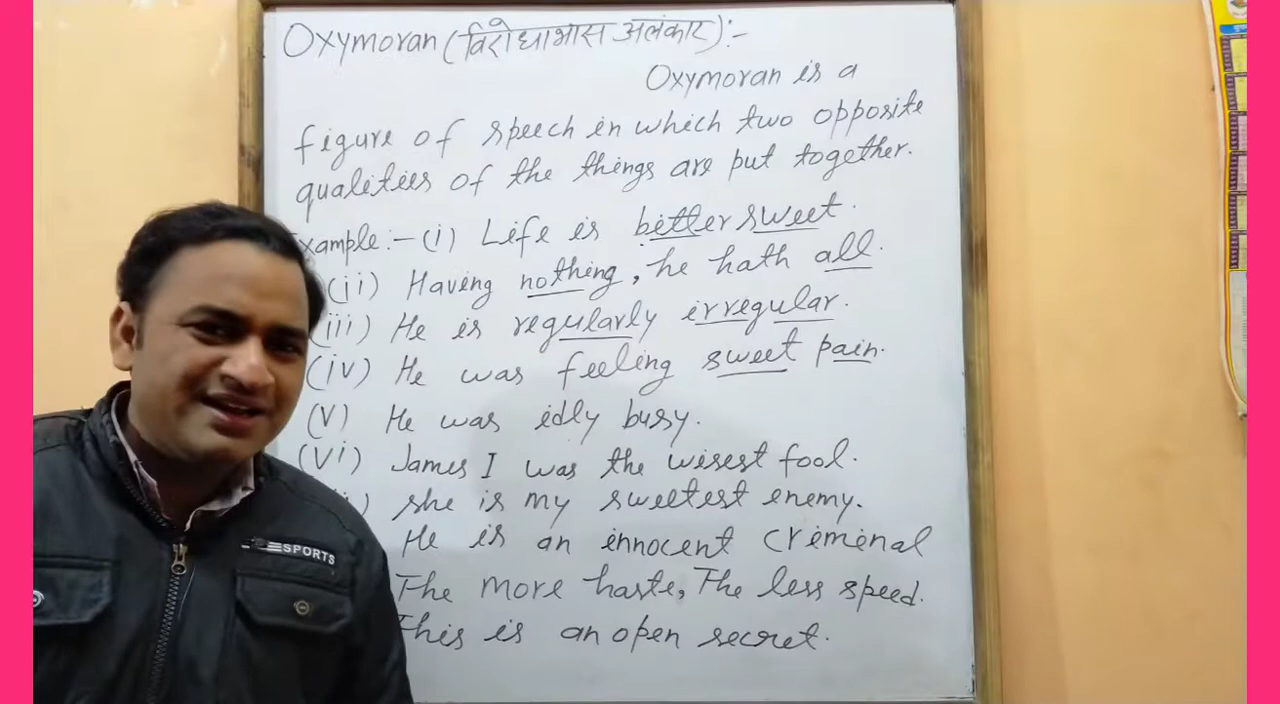 Oxymoran (विरोधाभास अलंकार):-
Oxymoran is a
figure of speech in which two opposite
qualities of the things are put together.
xample:- (i) Life is better sweet.
(ii) Having nothing, he hath all.
(iii) He is regularly irregular.
(iv) He was feeling sweet pain.
(v) He was idly busy.
(vi) James I was the wisest fool.
) she is my sweetest enemy.
He is an innocent criminal
The more haste, The less speed.
This is an open secret.
SPORTS